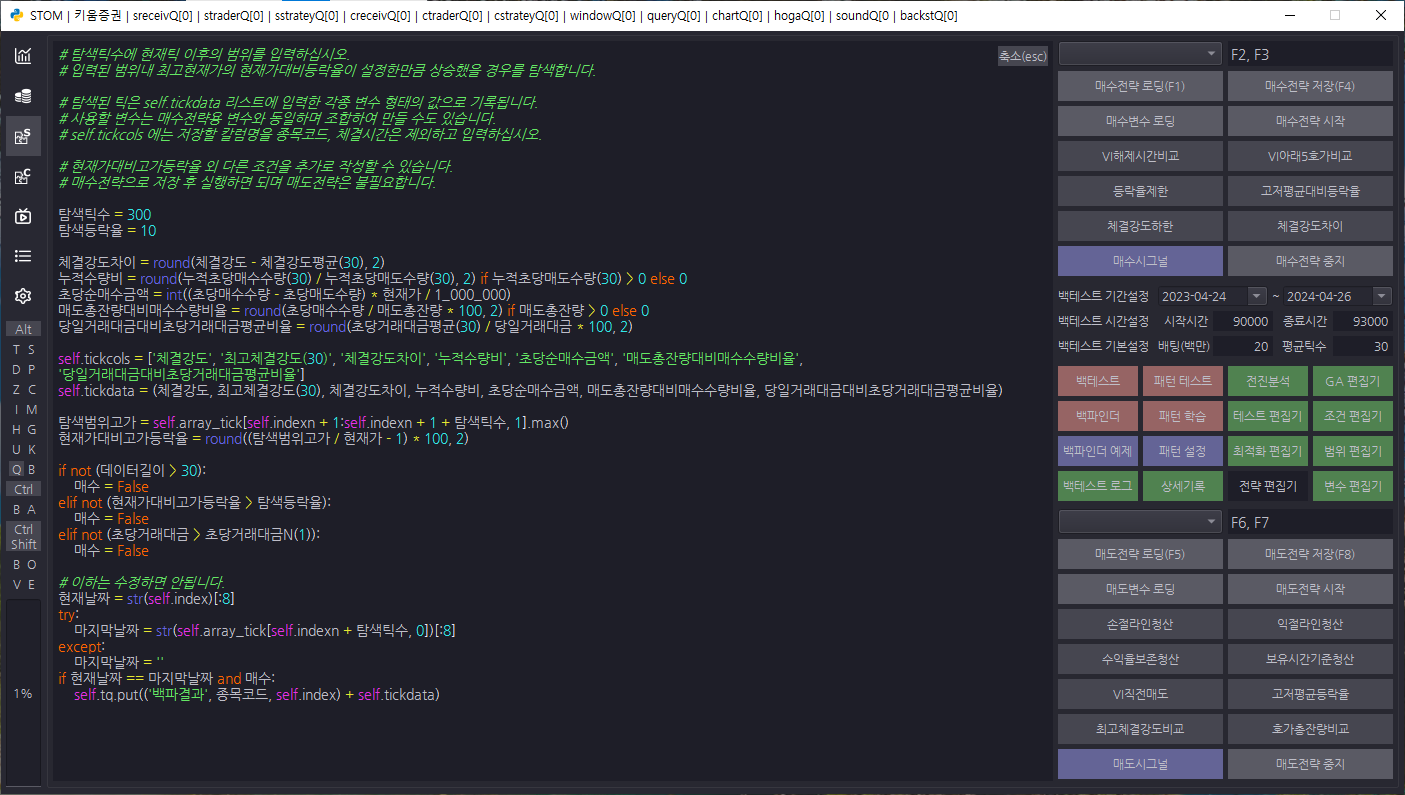 STOM | 키움증권 | sreceivQ[0] | straderQ[0] | sstrateyQ[0] | creceivQ[0] | ctraderQ[0] | cstrateyQ[0] | windowQ[0] | queryQ[0] | chartQ[0] | hogaQ[0] | soundQ[0 | backstQ[0]
# 탐색틱수에 현재틱 이후의 범위를 입력하십시오.
# 입력된 범위내 최고현재가의 현재가대비등락율이 설정한만큼 상승했을 경우를 탐색합니다.
# 탐색된 틱은 self.tickdata 리스트에 입력한 각종 변수 형태의 값으로 기록됩니다.
# 사용할 변수는 매수전략용 변수와 동일하며 조합하여 만들 수도 있습니다.
# self.tickcols 에는 저장할 칼럼명을 종목코드, 체결시간은 제외하고 입력하십시오.
# 현재가대비고가등락율 외 다른 조건을 추가로 작성할 수 있습니다.
# 매수전략으로 저장 후 실행하면 되며 매도전략은 불필요합니다.
탐색틱수 = 300
탐색등락율 = 10
체결강도차이 = round(체결강도 - 체결강도평균(30), 2)
누적수량비 = round(누적초당매수수량(30) / 누적초당매도수량(30), 2) if 누적초당매도수량(30) > 0 else 0
초당순매수금액 = int((초당매수수량 - 초당매도수량) * 현재가 / 1_000_000)
매도총잔량대비매수수량비율 = round(초당매수수량 / 매도총잔량 * 100, 2) if 매도총잔량 > 0 else 0
당일거래대금대비초당거래대금평균비율 = round(초당거래대금평균(30) / 당일거래대금 * 100, 2)
self.tickcols = ['체결강도', '최고체결강도(30)', '체결강도차이', '누적수량비', '초당순매수금액', '매도총잔량대비매수수량비율',
'당일거래대금대비초당거래대금평균비율']
self.tickdata = (체결강도, 최고체결강도(30), 체결강도차이, 누적수량비, 초당순매수금액, 매도총잔량대비매수수량비율, 당일거래대금대비초당거래대금평균비율)
탐색범위고가 = self.array_tick[self.indexn + 1:self.indexn + 1 + 탐색틱수, 1].max()
현재가대비고가등락율 = round((탐색범위고가 / 현재가 - 1) * 100, 2)
if not (데이터길이 > 30):
매수 = False
elif not (현재가대비고가등락율 > 탐색등락율):
매수 = False
elif not (초당거래대금 > 초당거래대금N(1)):
매수 = False
# 이하는 수정하면 안됩니다.
현재날짜 = str(self.index)[:8]
try:
마지막날짜 = str(self.array_tick[self.indexn + 탐색틱수, 0])[:8]
except:
마지막날짜 = ''
if 현재날짜 == 마지막날짜 and 매수:
self.tq.put(('백파결과', 종목코드, self.index) + self.tickdata)
축소(esc)
Alt
T S
D P
Z C
I M
H G
U K
Q B
Ctrl
B A
Ctrl
Shift
B O
V E
1%
F2, F3
매수전략 로딩(F1) 매수전략 저장(F4)
매수변수 로딩 매수전략 시작
VI해제시간비교 VI아래5호가비교
등락율제한 고저평균대비등락율
체결강도하한 체결강도차이
매수시그널 매수전략 중지
백테스트 기간설정 2023-04-24 ~ 2024-04-26
백테스트 시간설정 시작시간 90000 종료시간 93000
백테스트 기본설정 배팅(백만) 20 평균틱수 30
백테스트 패턴 테스트 전진분석 GA 편집기
백파인더 패턴 학습 테스트 편집기 조건 편집기
백파인더 예제 패턴 설정 최적화 편집기 범위 편집기
백테스트 로그 상세기록 전략 편집기 변수 편집기
F6, F7
매도전략 로딩(F5) 매도전략 저장(F8)
매도변수 로딩 매도전략 시작
손절라인청산 익절라인청산
수익율보존청산 보유시간기준청산
VI직전매도 고저평균등락율
최고체결강도비교 호가총잔량비교
매도시그널 매도전략 중지